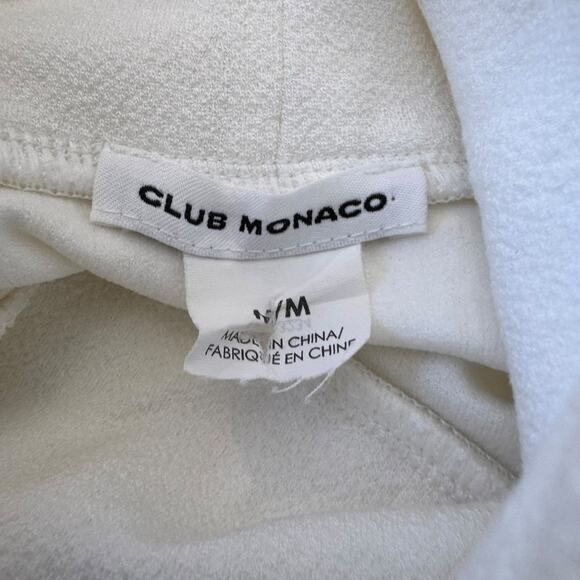 CLUB MONACO
M/M
MADE IN CHINA/
FABRIQUÉ EN CHINE